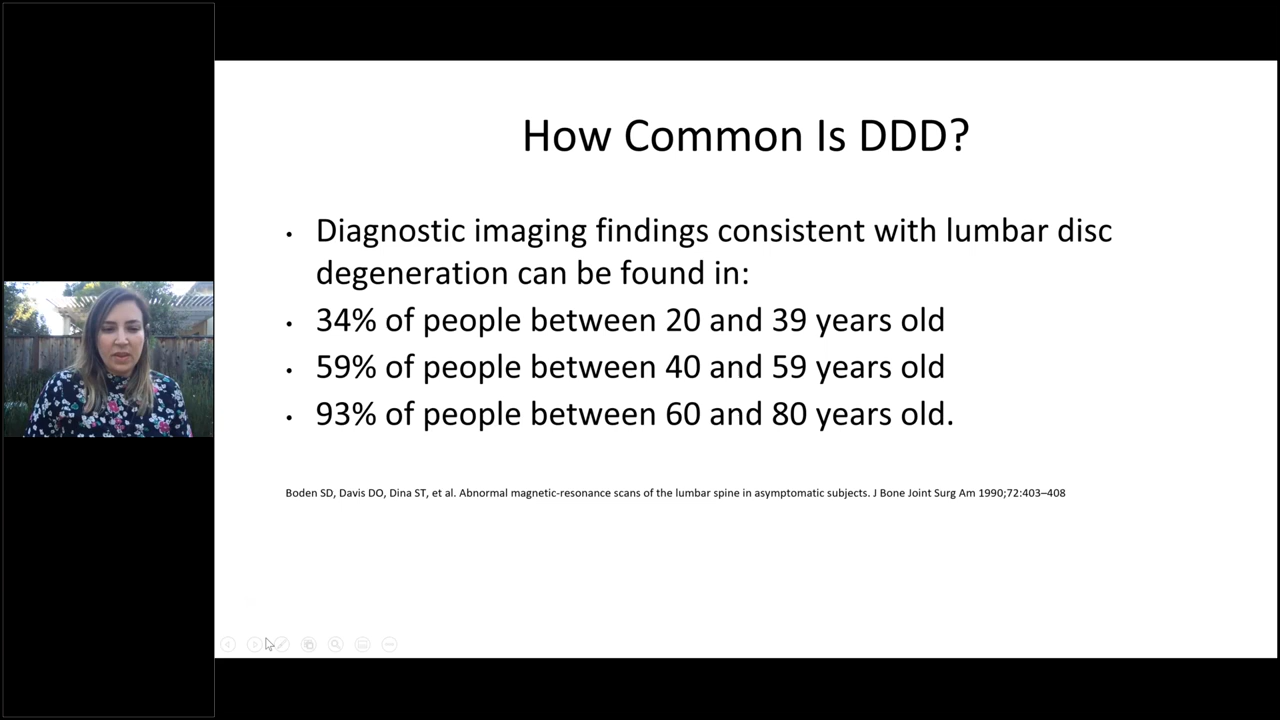 How Common Is DDD?
• Diagnostic imaging findings consistent with lumbar disc
degeneration can be found in:
• 34% of people between 20 and 39 years old
• 59% of people between 40 and 59 years old
• 93% of people between 60 and 80 years old.
Boden SD, Davis DO, Dina ST, et al. Abnormal magnetic-resonance scans of the lumbar spine in asymptomatic subjects. J Bone Joint Surg Am 1990;72:403–408